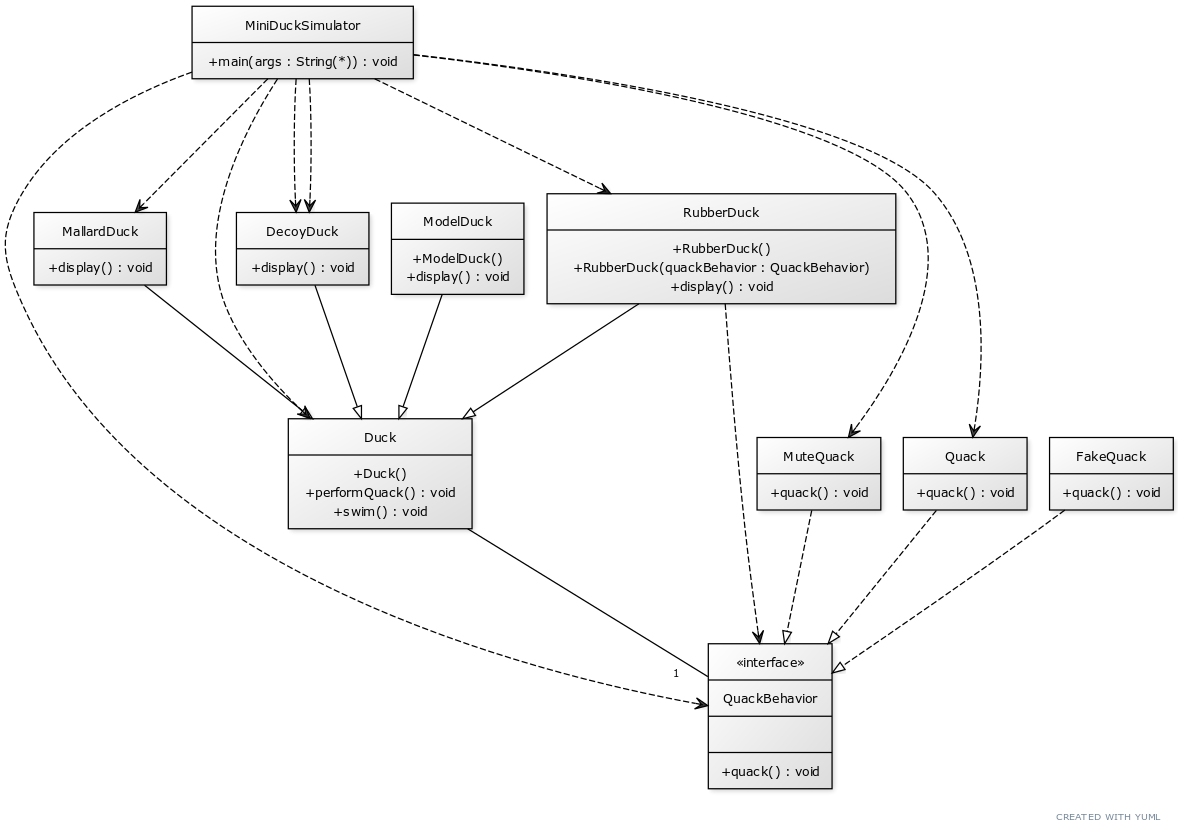 MiniDuckSimulator
+main(args : String(*)) : void
MallardDuck
+display() : void
DecoyDuck
+display() : void
ModelDuck
+ModelDuck()
+display() : void
RubberDuck
+RubberDuck()
+RubberDuck(quackBehavior : QuackBehavior)
+display() : void
Duck
+Duck()
+performQuack() : void
+swim() : void
MuteQuack
+quack() : void
Quack
+quack() : void
FakeQuack
+quack() : void
1
«interface»
QuackBehavior
+quack() : void
CREATED WITH YUML